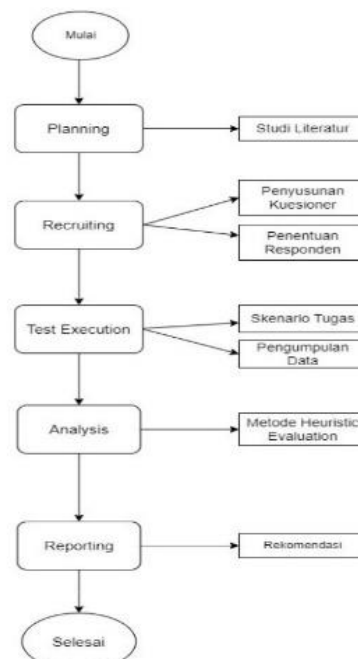 Mulai
Planning
Studi Literatur
Recruiting
Penyusunan
Kuesioner
Penentuan
Responden
Test Execution
Skenario Tugas
Pengumpulan
Data
Analysis
Metode Heuristic
Evaluation
Reporting
Rekomendasi
Selesai